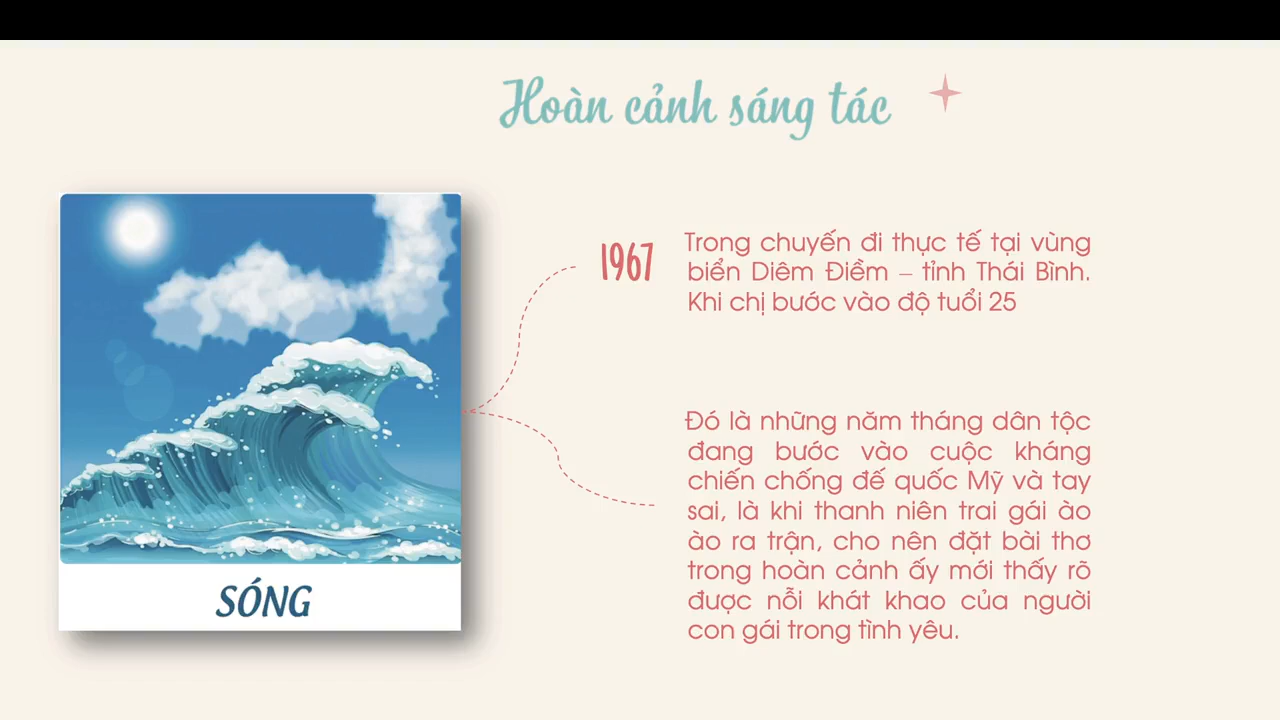 Hoàn cảnh sáng tác
1967
Trong chuyến đi thực tế tại vùng
biển Diêm Điềm – tỉnh Thái Bình.
Khi chị bước vào độ tuổi 25
Đó là những năm tháng dân tộc
đang bước vào cuộc kháng
chiến chống đế quốc Mỹ và tay
sai, là khi thanh niên trai gái ào
ào ra trận, cho nên đặt bài thơ
trong hoàn cảnh ấy mới thấy rõ
được nỗi khát khao của người
con gái trong tình yêu.
SÓNG